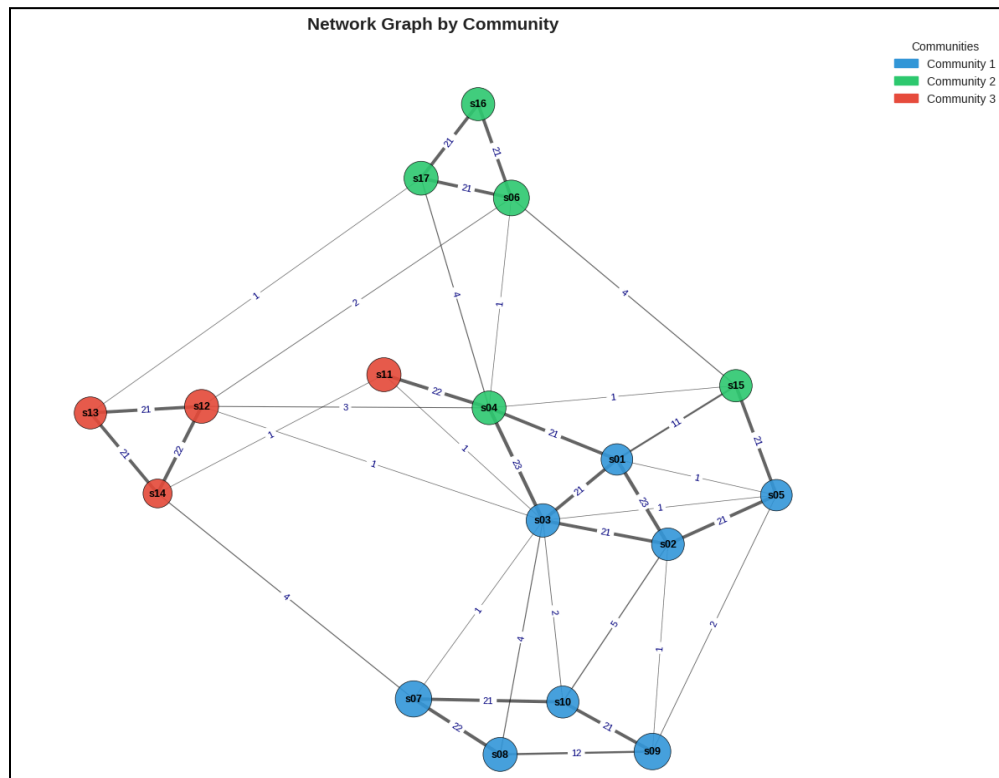 Network Graph by Community
Communities
Community 1
Community 2
Community 3
s16
21
21
s17
21
s06
1
2
4
1
4
s11
22
s15
s13
21
s12
3
s04
1
11
21
21
22
1
1
1
23
21
s01
1
21
s14
21
23
s05
s03
1
21
21
s02
4
1
4
2
5
1
2
s07
21
s10
22
21
s08
12
s09